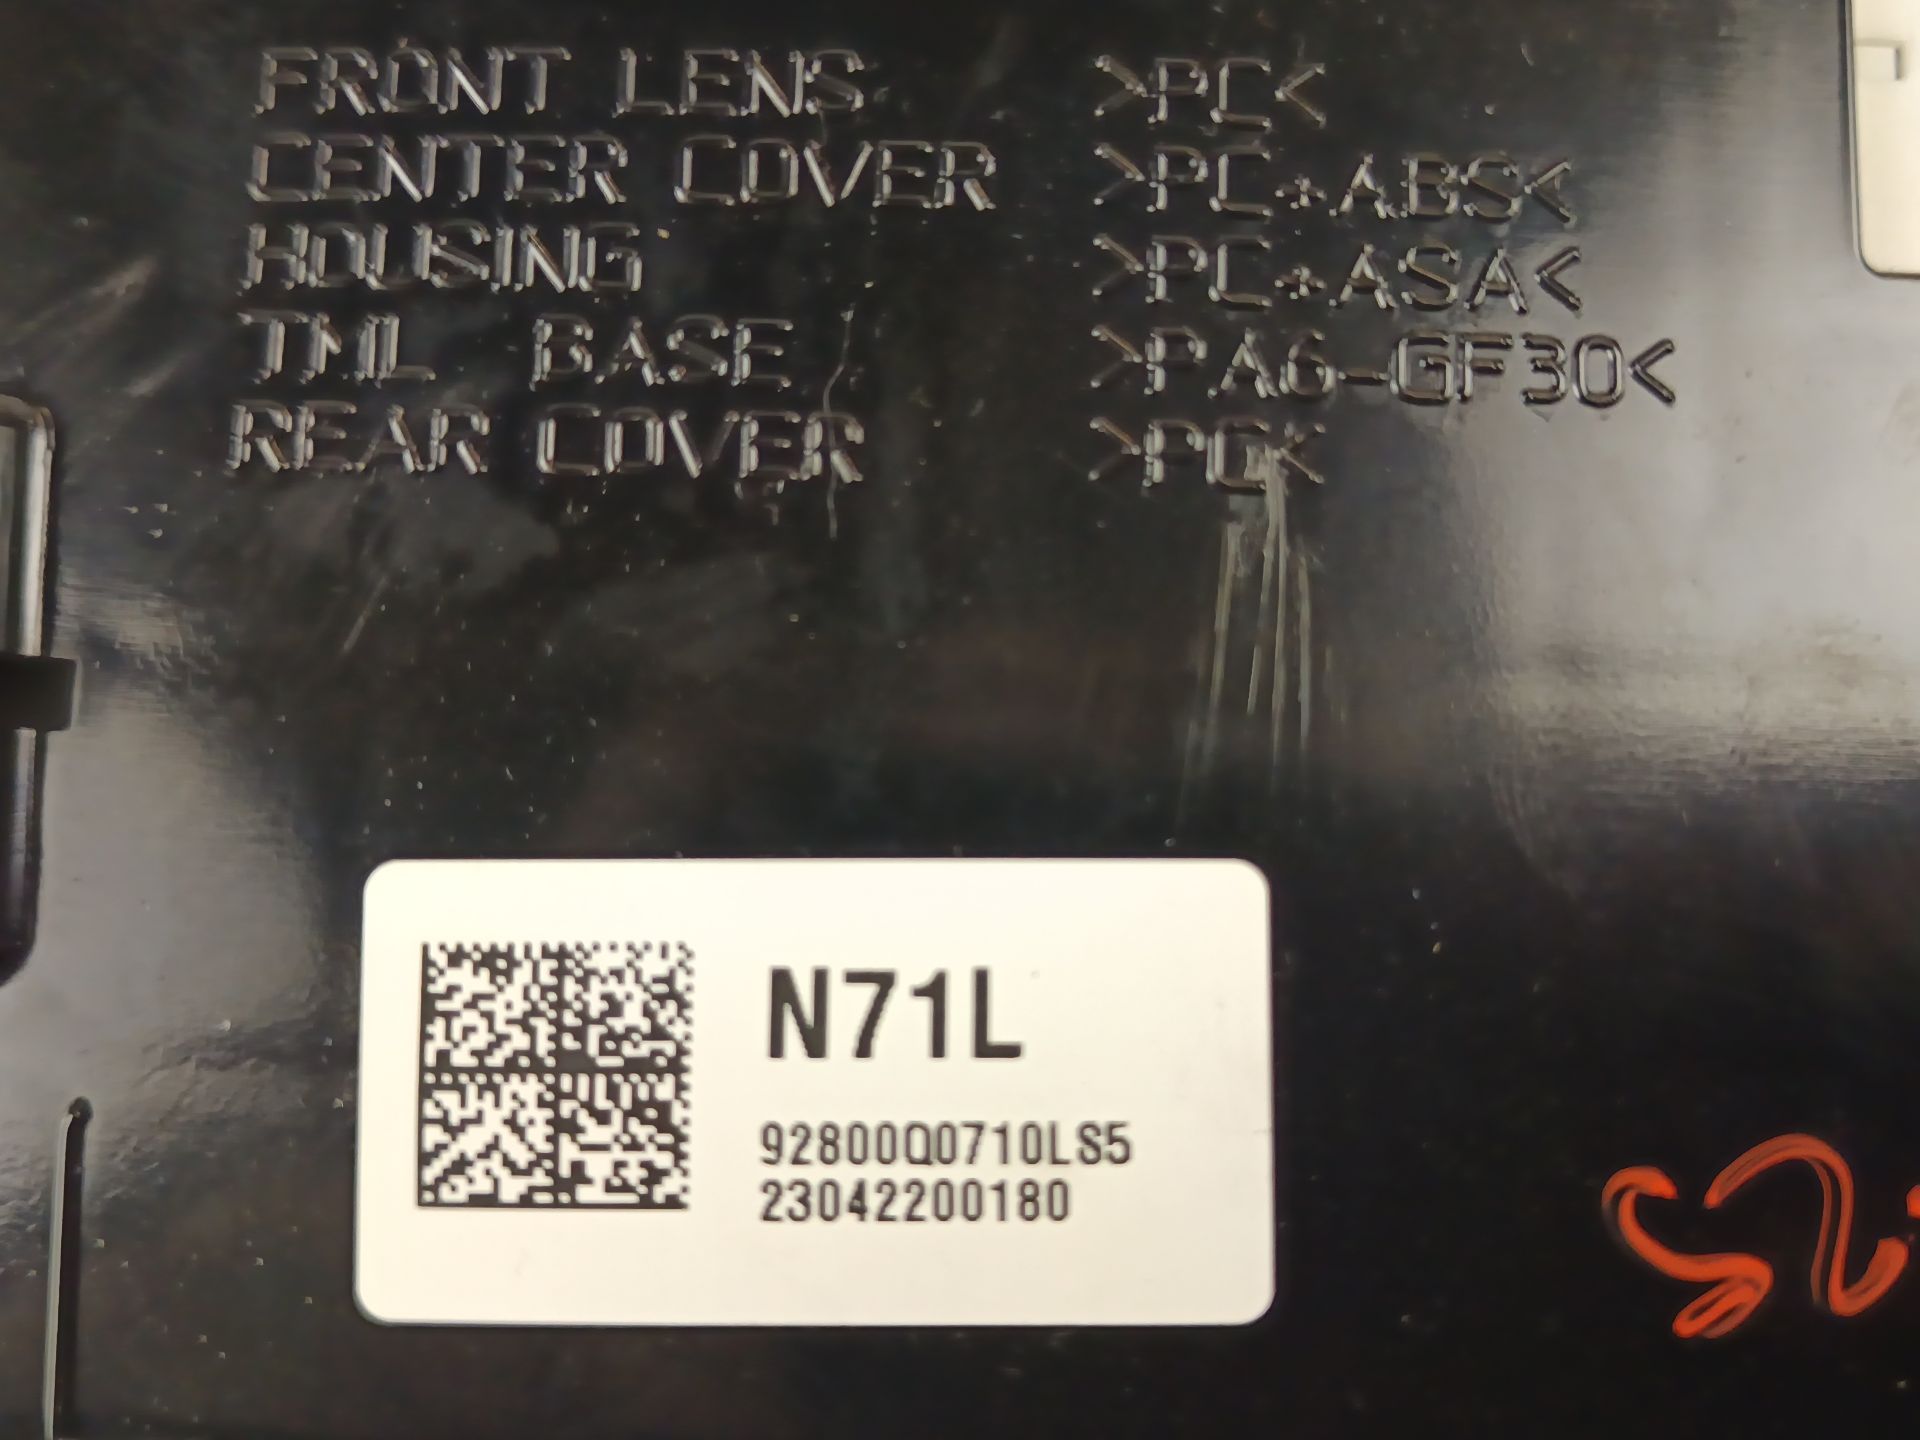 FRONT LENS >PC<
CENTER COVER >PC+ABS<
HOUSING >PC+ASA<
TML BASE >PA6-GF30<
REAR COVER >PC<
N71L
92800Q0710LS5
23042200180